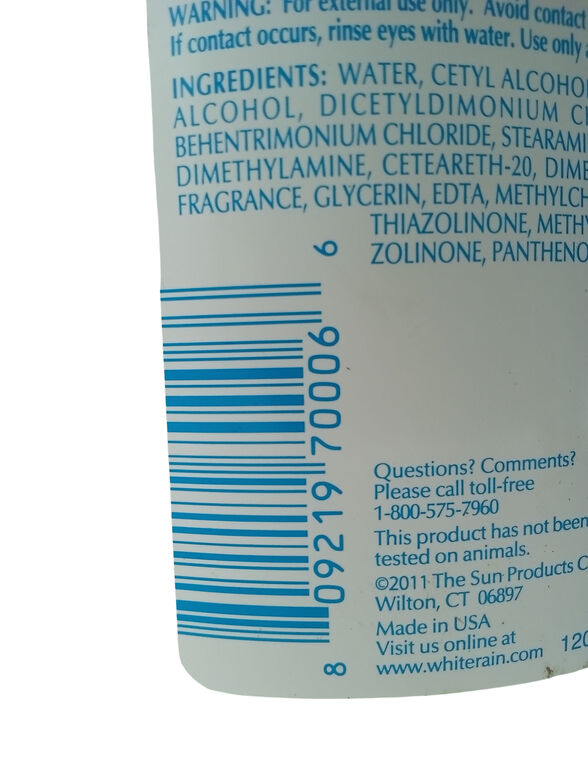 WARNING: For external use only. Avoid contact
If contact occurs, rinse eyes with water. Use only
INGREDIENTS: WATER, CETYL
ALCOHOL, DICETYLDIMONIUM
BEHENTRIMONIUM CHLORIDE,
DIMETHYLAMINE, CETEARETH-20,
FRAGRANCE, GLYCERIN, EDTA,
THIAZOLINONE,
ZOLINONE,
8 09219 70006 6
Questions? Comments?
Please call toll-free
1-800-575-7960
This product has not been
tested on animals.
©2011 The Sun Products
Wilton, CT 06897
Made in USA
Visit us online at
www.whiterain.com